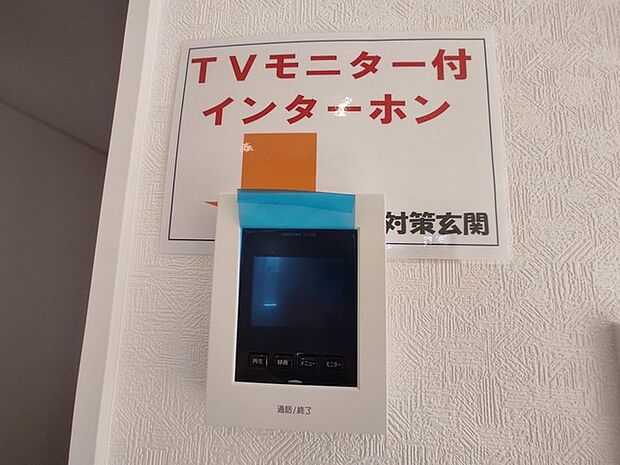 TVモニター付
インターホン
対策玄関
再生 録画 メニュー モニター
通話/終了